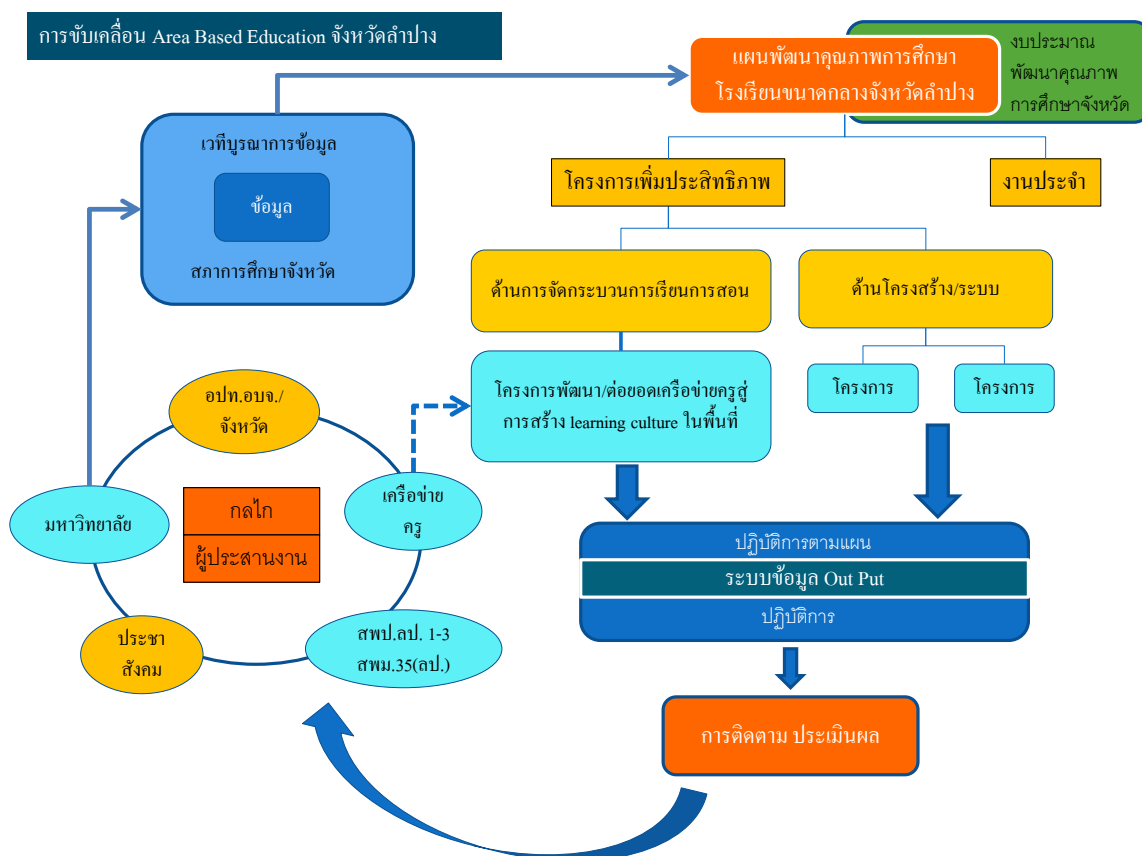 การขับเคลื่อน Area Based Education จังหวัดลำปาง
แผนพัฒนาคุณภาพการศึกษา
โรงเรียนขนาดกลางจังหวัดลำปาง
งบประมาณ
พัฒนาคุณภาพ
การศึกษาจังหวัด
เวทีบูรณาการข้อมูล
ข้อมูล
สภาการศึกษาจังหวัด
โครงการเพิ่มประสิทธิภาพ
งานประจำ
ด้านการจัดกระบวนการเรียนการสอน
ด้านโครงสร้าง/ระบบ
โครงการพัฒนา/ต่อยอดเครือข่ายครูสู่
การสร้าง learning culture ในพื้นที่
โครงการ
โครงการ
อปท.อบจ./
จังหวัด
มหาวิทยาลัย
กลไก
ผู้ประสานงาน
เครือข่าย
ครู
ประชา
สังคม
สพป.ลป. 1-3
สพม.35(ลป.)
ปฏิบัติการตามแผน
ระบบข้อมูล Out Put
ปฏิบัติการ
การติดตาม ประเมินผล